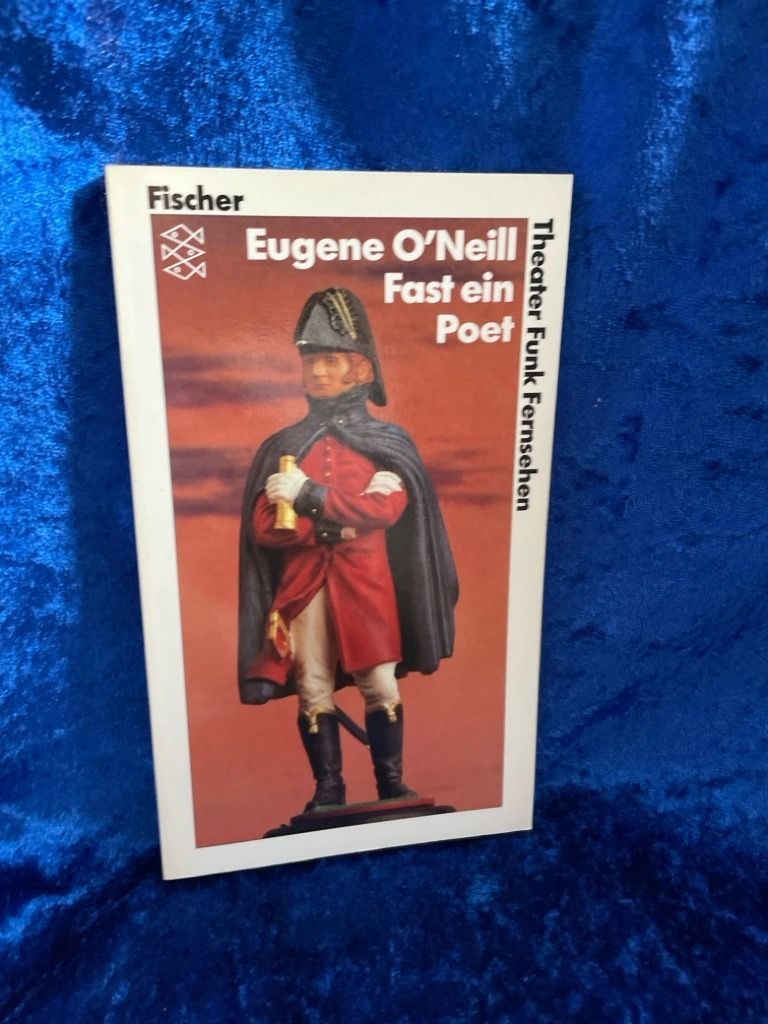 Fischer
Eugene O'Neill
Fast ein
Poet
Theater Funk Fernsehen